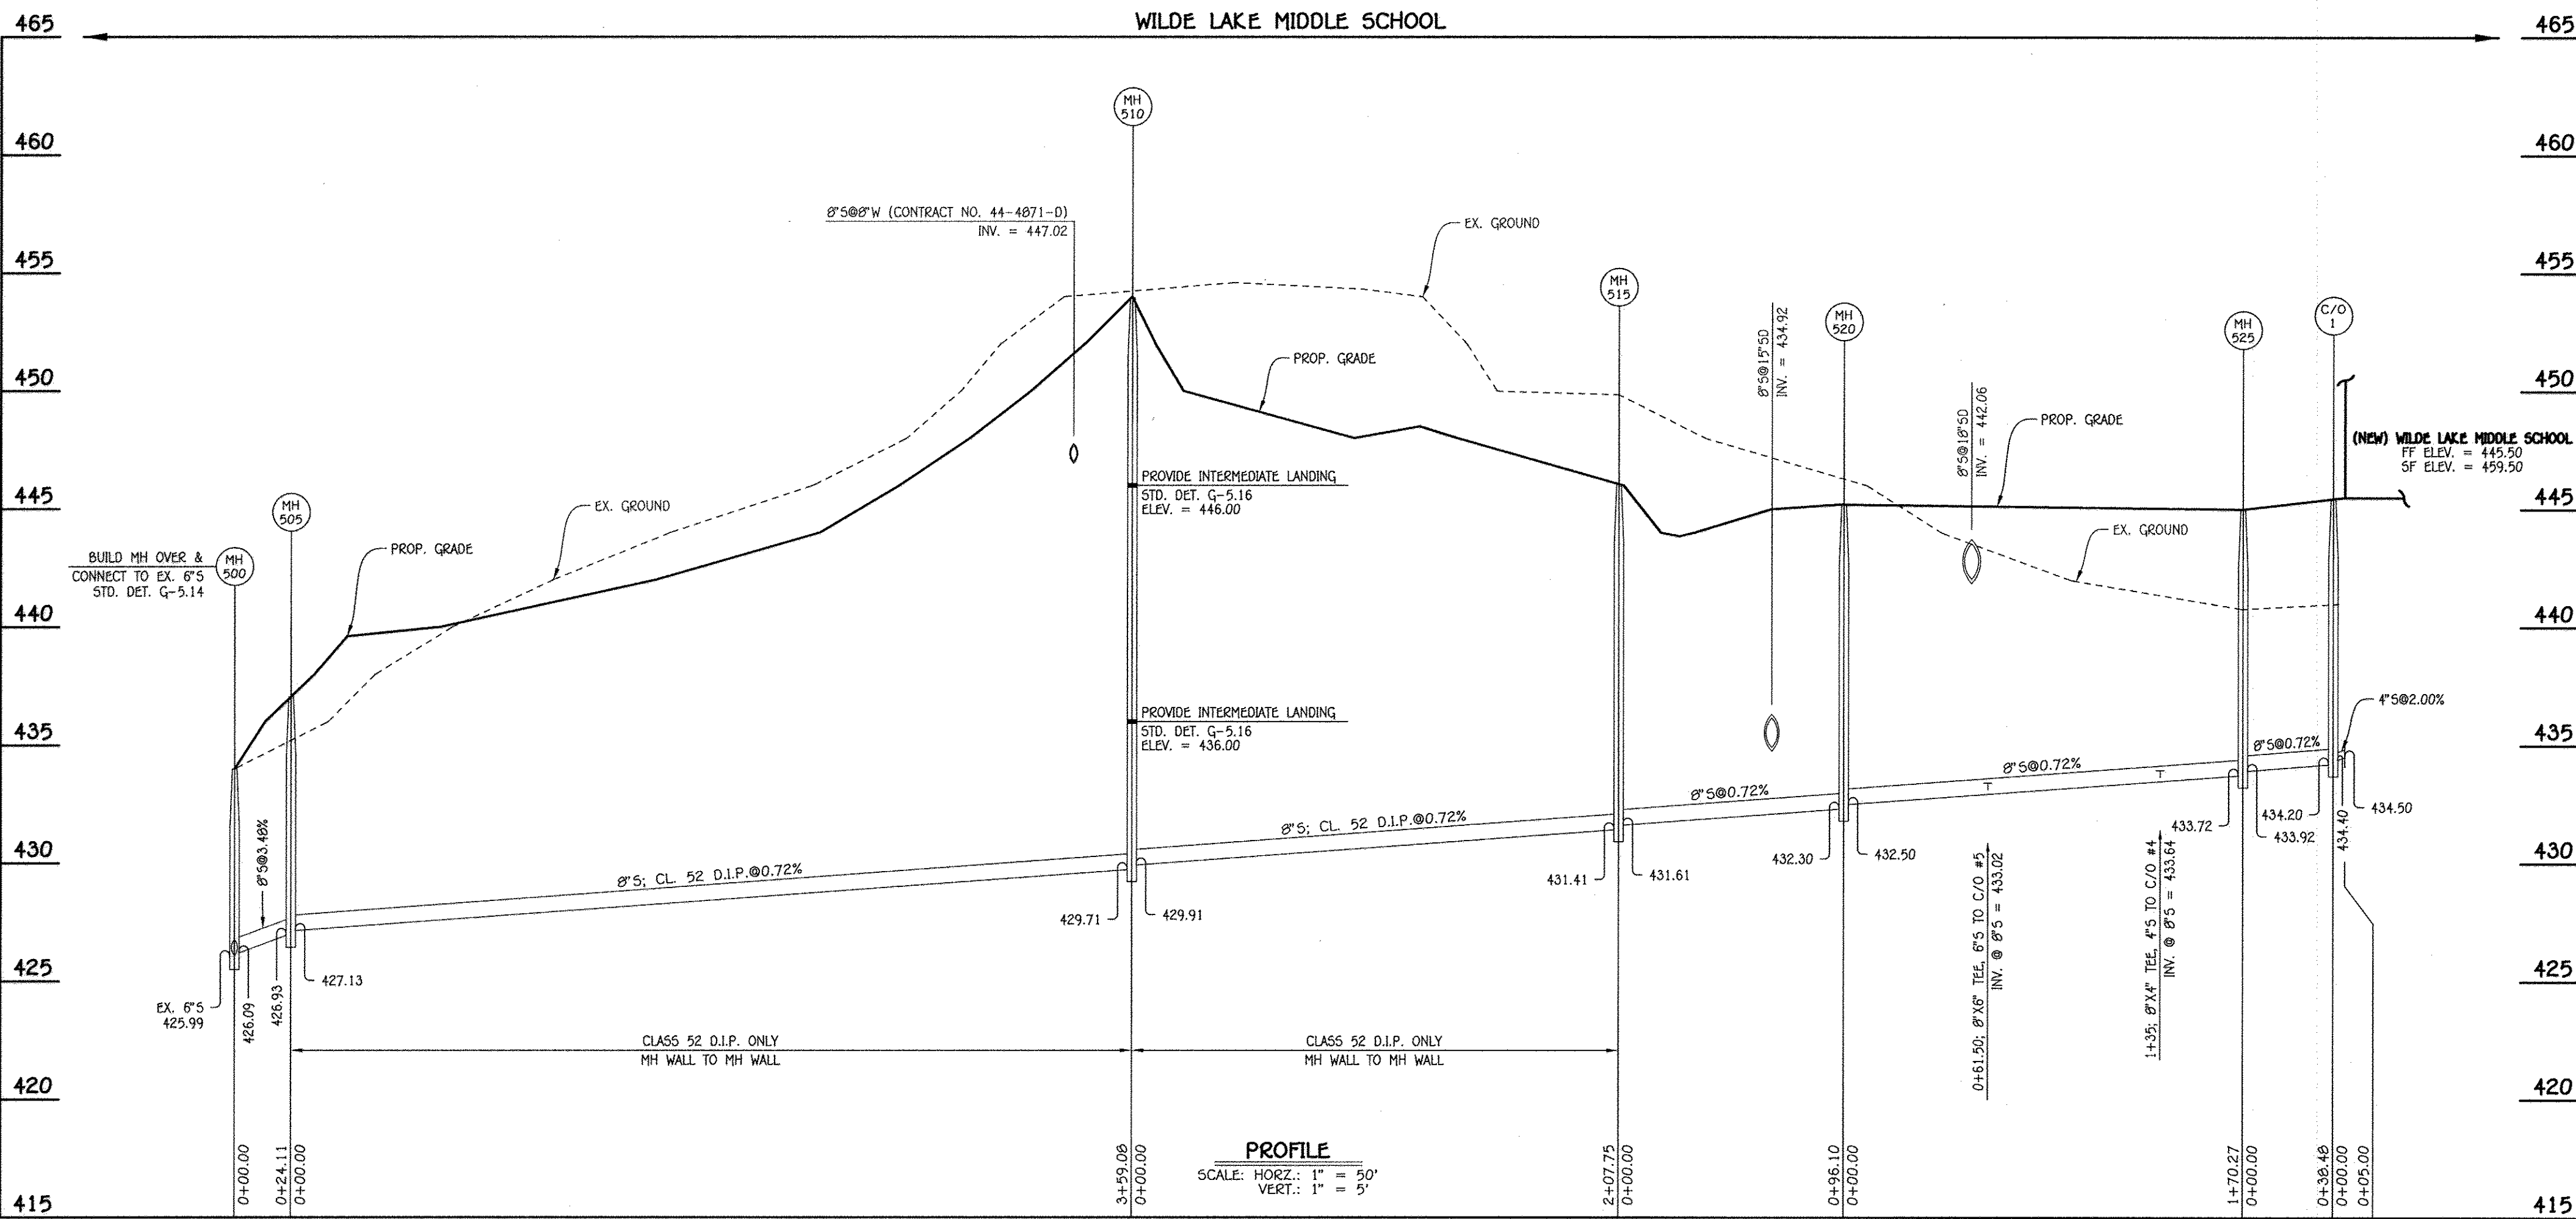 WILDE LAKE MIDDLE SCHOOL
465
465
460
460
455
455
450
450
445
445
440
440
435
435
430
430
425
425
420
420
415
415
BUILD MH OVER &
CONNECT TO EX. 6"S
STD. DET. G-5.14
MH
500
MH
505
PROP. GRADE
EX. GROUND
8"S@8"W (CONTRACT NO. 44-4871-D)
INV. = 447.02
MH
510
PROVIDE INTERMEDIATE LANDING
STD. DET. G-5.16
ELEV. = 446.00
PROVIDE INTERMEDIATE LANDING
STD. DET. G-5.16
ELEV. = 436.00
EX. GROUND
PROP. GRADE
MH
515
8"S@15"SD
INV. = 434.92
MH
520
8"S@18"SD
INV. = 442.06
PROP. GRADE
EX. GROUND
MH
525
C/O
1
(NEW) WILDE LAKE MIDDLE SCHOOL
FF ELEV. = 445.50
SF ELEV. = 459.50
4"S@2.00%
8"S@3.48%
8"S; CL. 52 D.I.P.@0.72%
8"S; CL. 52 D.I.P.@0.72%
8"S@0.72%
8"S@0.72%
8"S@0.72%
EX. 6"S
425.99
426.09
426.93
427.13
429.71
429.91
431.41
431.61
432.30
432.50
433.72
433.92
434.20
434.40
434.50
0+61.50; 8"X6" TEE, 6"S TO C/O #5
INV. @ 8"S = 433.02
1+35; 8"X4" TEE, 4"S TO C/O #4
INV. @ 8"S = 433.64
CLASS 52 D.I.P. ONLY
MH WALL TO MH WALL
CLASS 52 D.I.P. ONLY
MH WALL TO MH WALL
0+00.00
0+24.11
0+00.00
3+59.08
0+00.00
2+07.75
0+00.00
0+96.10
0+00.00
1+70.27
0+00.00
0+38.48
0+00.00
0+05.00
PROFILE
SCALE: HORZ.: 1" = 50'
VERT.: 1" = 5'